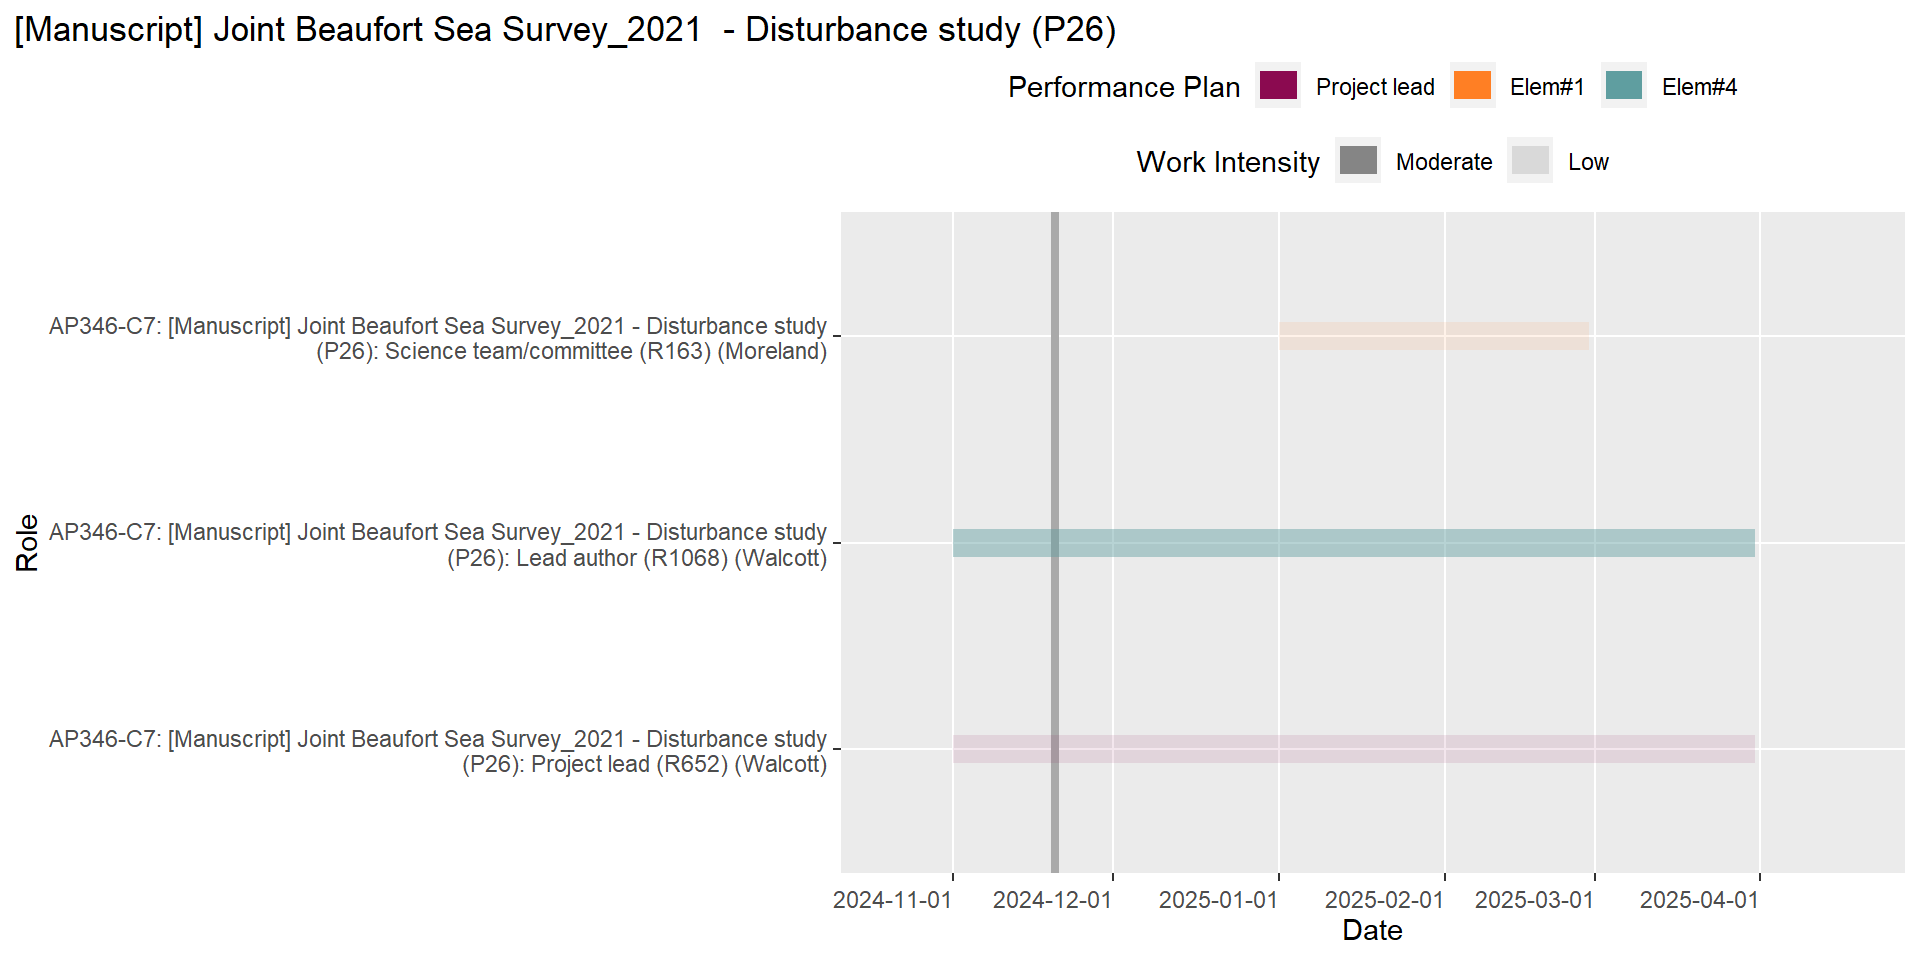 [Manuscript] Joint Beaufort Sea Survey_2021  - Disturbance study (P26)
Performance Plan Project lead Elem#1 Elem#4
Work Intensity Moderate Low
AP346-C7: [Manuscript] Joint Beaufort Sea Survey_2021 - Disturbance study
(P26): Science team/committee (R163) (Moreland)
Role
AP346-C7: [Manuscript] Joint Beaufort Sea Survey_2021 - Disturbance study
(P26): Lead author (R1068) (Walcott)
AP346-C7: [Manuscript] Joint Beaufort Sea Survey_2021 - Disturbance study
(P26): Project lead (R652) (Walcott)
2024-11-01 2024-12-01 2025-01-01 2025-02-01 2025-03-01 2025-04-01
Date